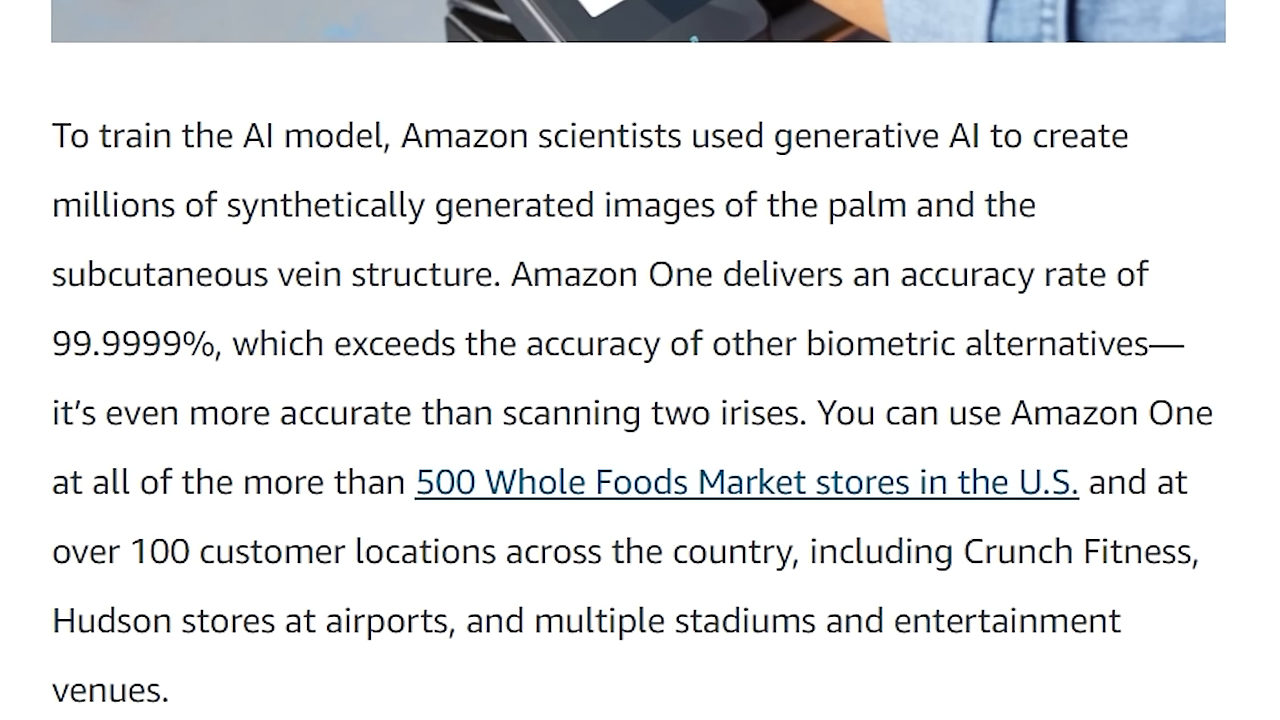 To train the AI model, Amazon scientists used generative AI to create
millions of synthetically generated images of the palm and the
subcutaneous vein structure. Amazon One delivers an accuracy rate of
99.9999%, which exceeds the accuracy of other biometric alternatives—
it’s even more accurate than scanning two irises. You can use Amazon One
at all of the more than 500 Whole Foods Market stores in the U.S. and at
over 100 customer locations across the country, including Crunch Fitness,
Hudson stores at airports, and multiple stadiums and entertainment
venues.